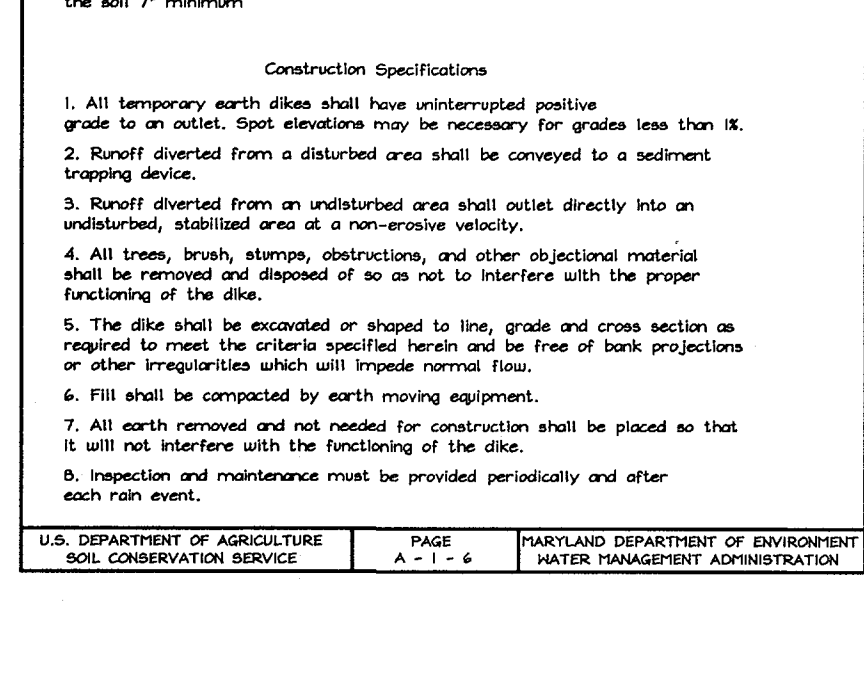 the soil 7" minimum
Construction Specifications
1. All temporary earth dikes shall have uninterrupted positive
grade to an outlet. Spot elevations may be necessary for grades less than 1%.
2. Runoff diverted from a disturbed area shall be conveyed to a sediment
trapping device.
3. Runoff diverted from an undisturbed area shall outlet directly into an
undisturbed, stabilized area at a non-erosive velocity.
4. All trees, brush, stumps, obstructions, and other objectional material
shall be removed and disposed of so as not to interfere with the proper
functioning of the dike.
5. The dike shall be excavated or shaped to line, grade and cross section as
required to meet the criteria specified herein and be free of bank projections
or other irregularities which will impede normal flow.
6. Fill shall be compacted by earth moving equipment.
7. All earth removed and not needed for construction shall be placed so that
it will not interfere with the functioning of the dike.
8. Inspection and maintenance must be provided periodically and after
each rain event.
U.S. DEPARTMENT OF AGRICULTURE
SOIL CONSERVATION SERVICE
PAGE
A - 1 - 6
MARYLAND DEPARTMENT OF ENVIRONMENT
WATER MANAGEMENT ADMINISTRATION